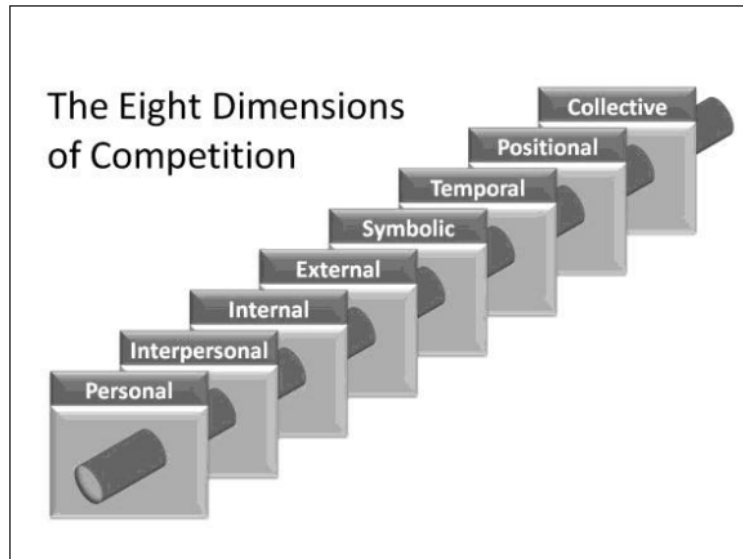 The Eight Dimensions
of Competition
Collective
Positional
Temporal
Symbolic
External
Internal
Interpersonal
Personal